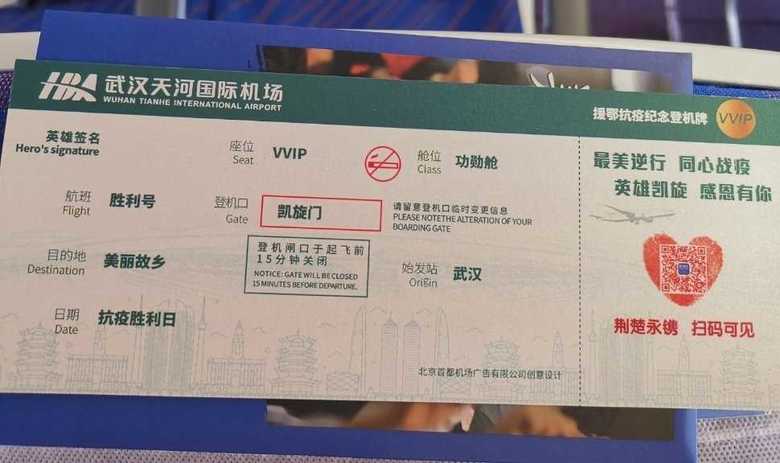 HBA 武汉天河国际机场
WUHAN TIANHE INTERNATIONAL AIRPORT
援鄂抗疫纪念登机牌 VVIP
英雄签名
Hero's signature
座位 VVIP
Seat
舱位 功勋舱
Class
航班 胜利号
Flight
登机口 凯旋门
Gate
请留意登机口临时变更信息
PLEASE NOTETHE ALTERATION OF YOUR
BOARDING GATE
目的地 美丽故乡
Destination
登机闸口于起飞前
15分钟关闭
NOTICE: GATE WILL BE CLOSED
15 MINUTES BEFORE DEPARTURE.
始发站 武汉
Origin
日期 抗疫胜利日
Date
北京首都机场广告有限公司创意设计
最美逆行 同心战疫
英雄凯旋 感恩有你
荆楚永镌 扫码可见